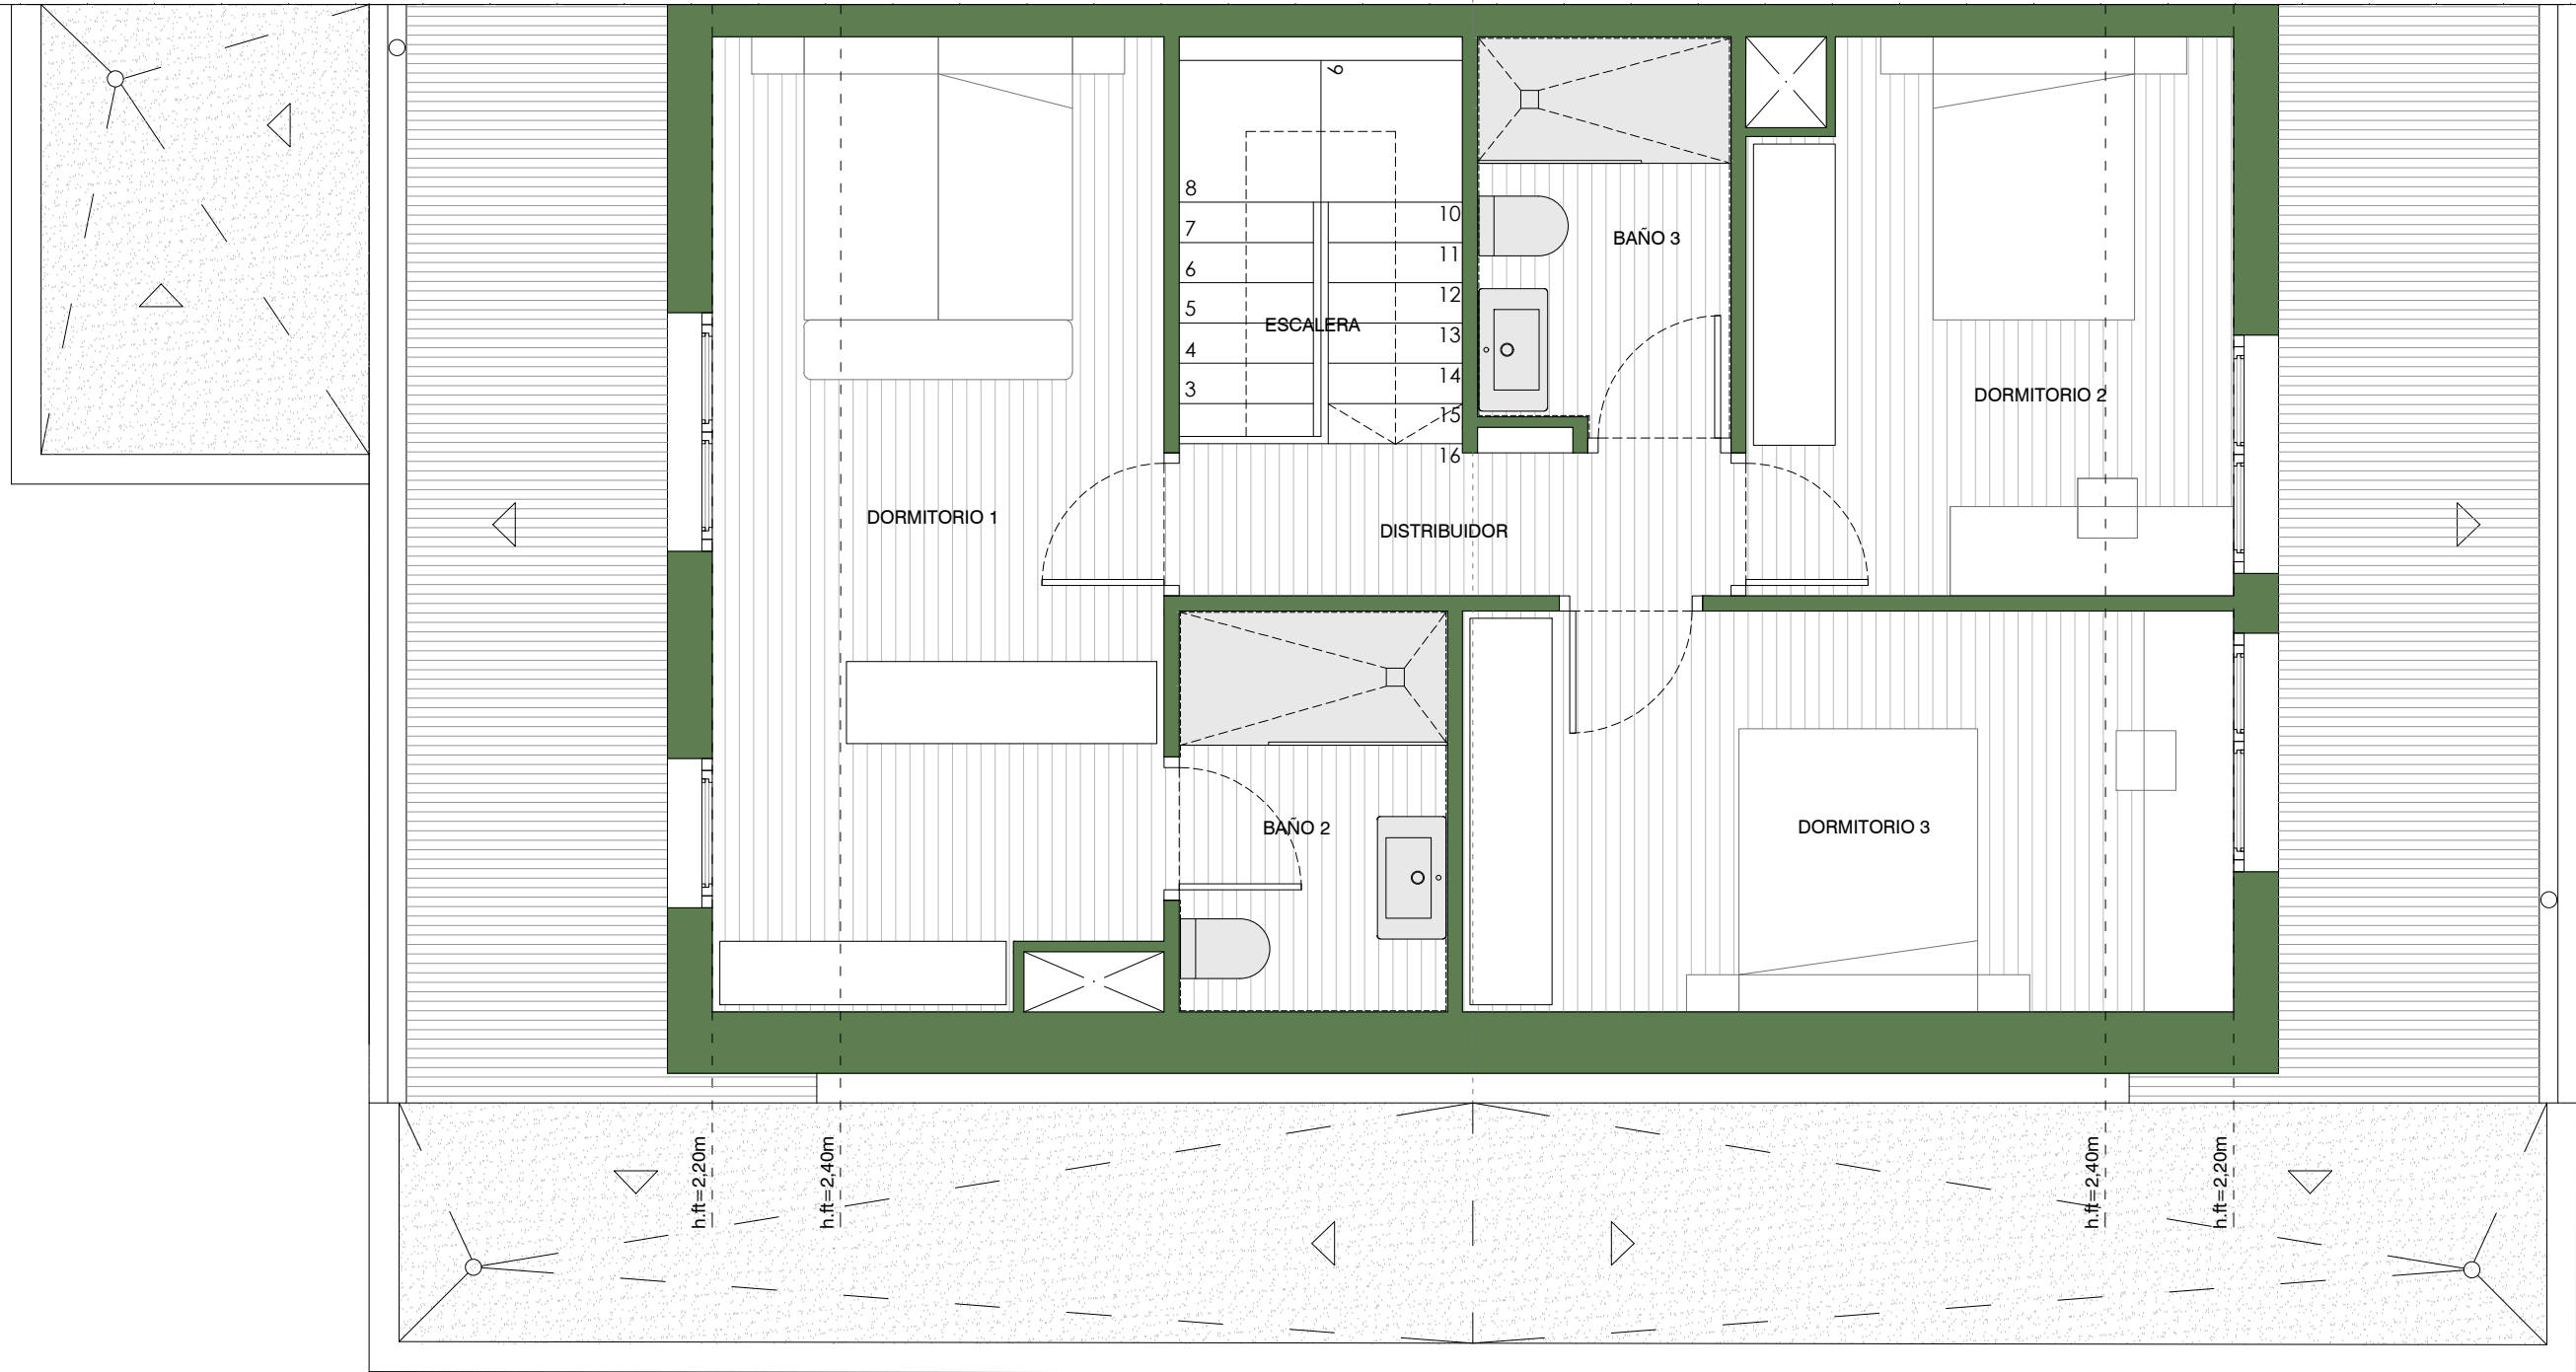 9
8
7
6
5
4
3
10
11
12
13
14
15
16
ESCALERA
BAÑO 3
DORMITORIO 2
DORMITORIO 1
DISTRIBUIDOR
BAÑO 2
DORMITORIO 3
h.ft=2,20m
h.ft=2,40m
h.ft=2,40m
h.ft=2,20m